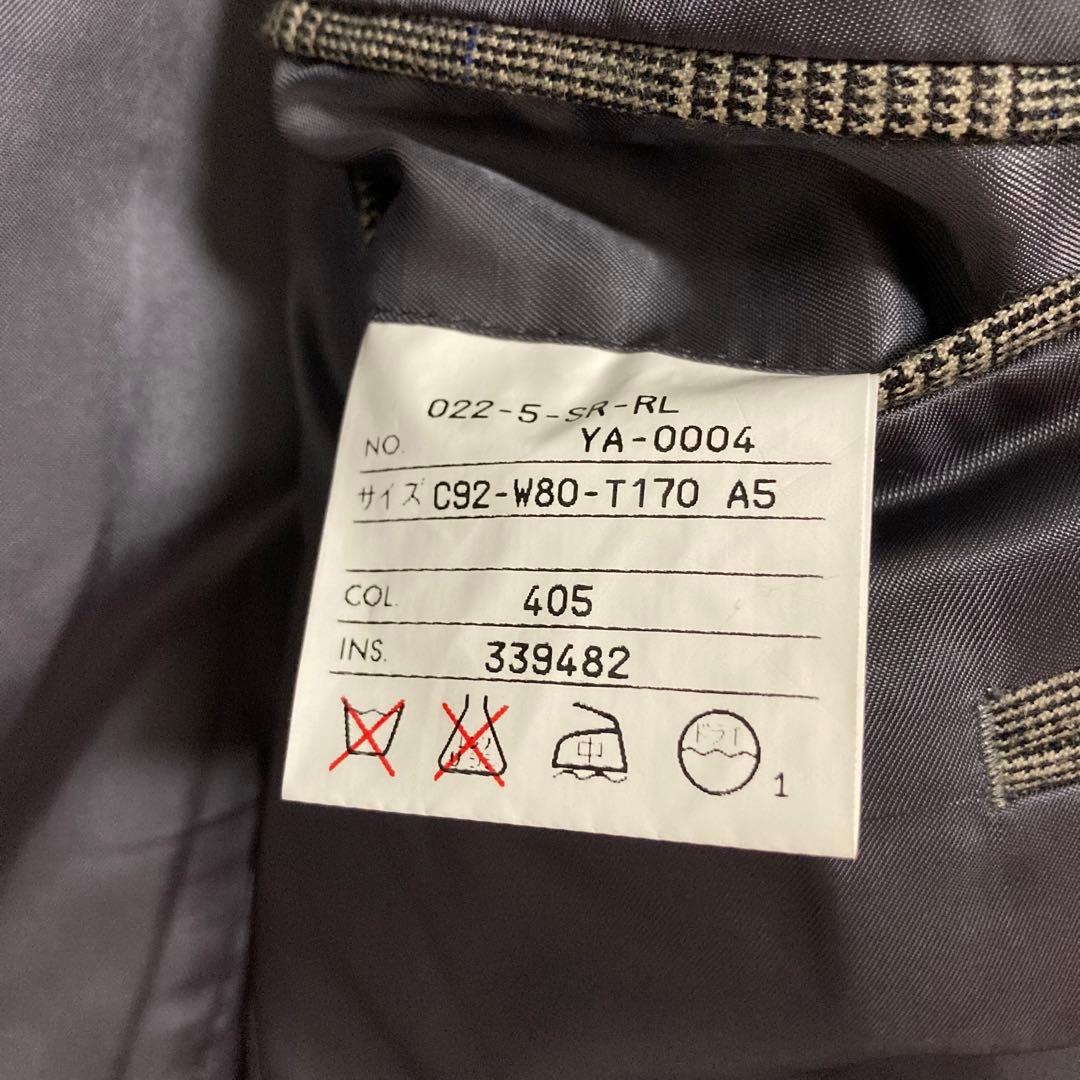 022-5-SR-RL
NO. YA-0004
サイズ C92-W80-T170 A5
COL. 405
INS. 339482
中 ドライ 1